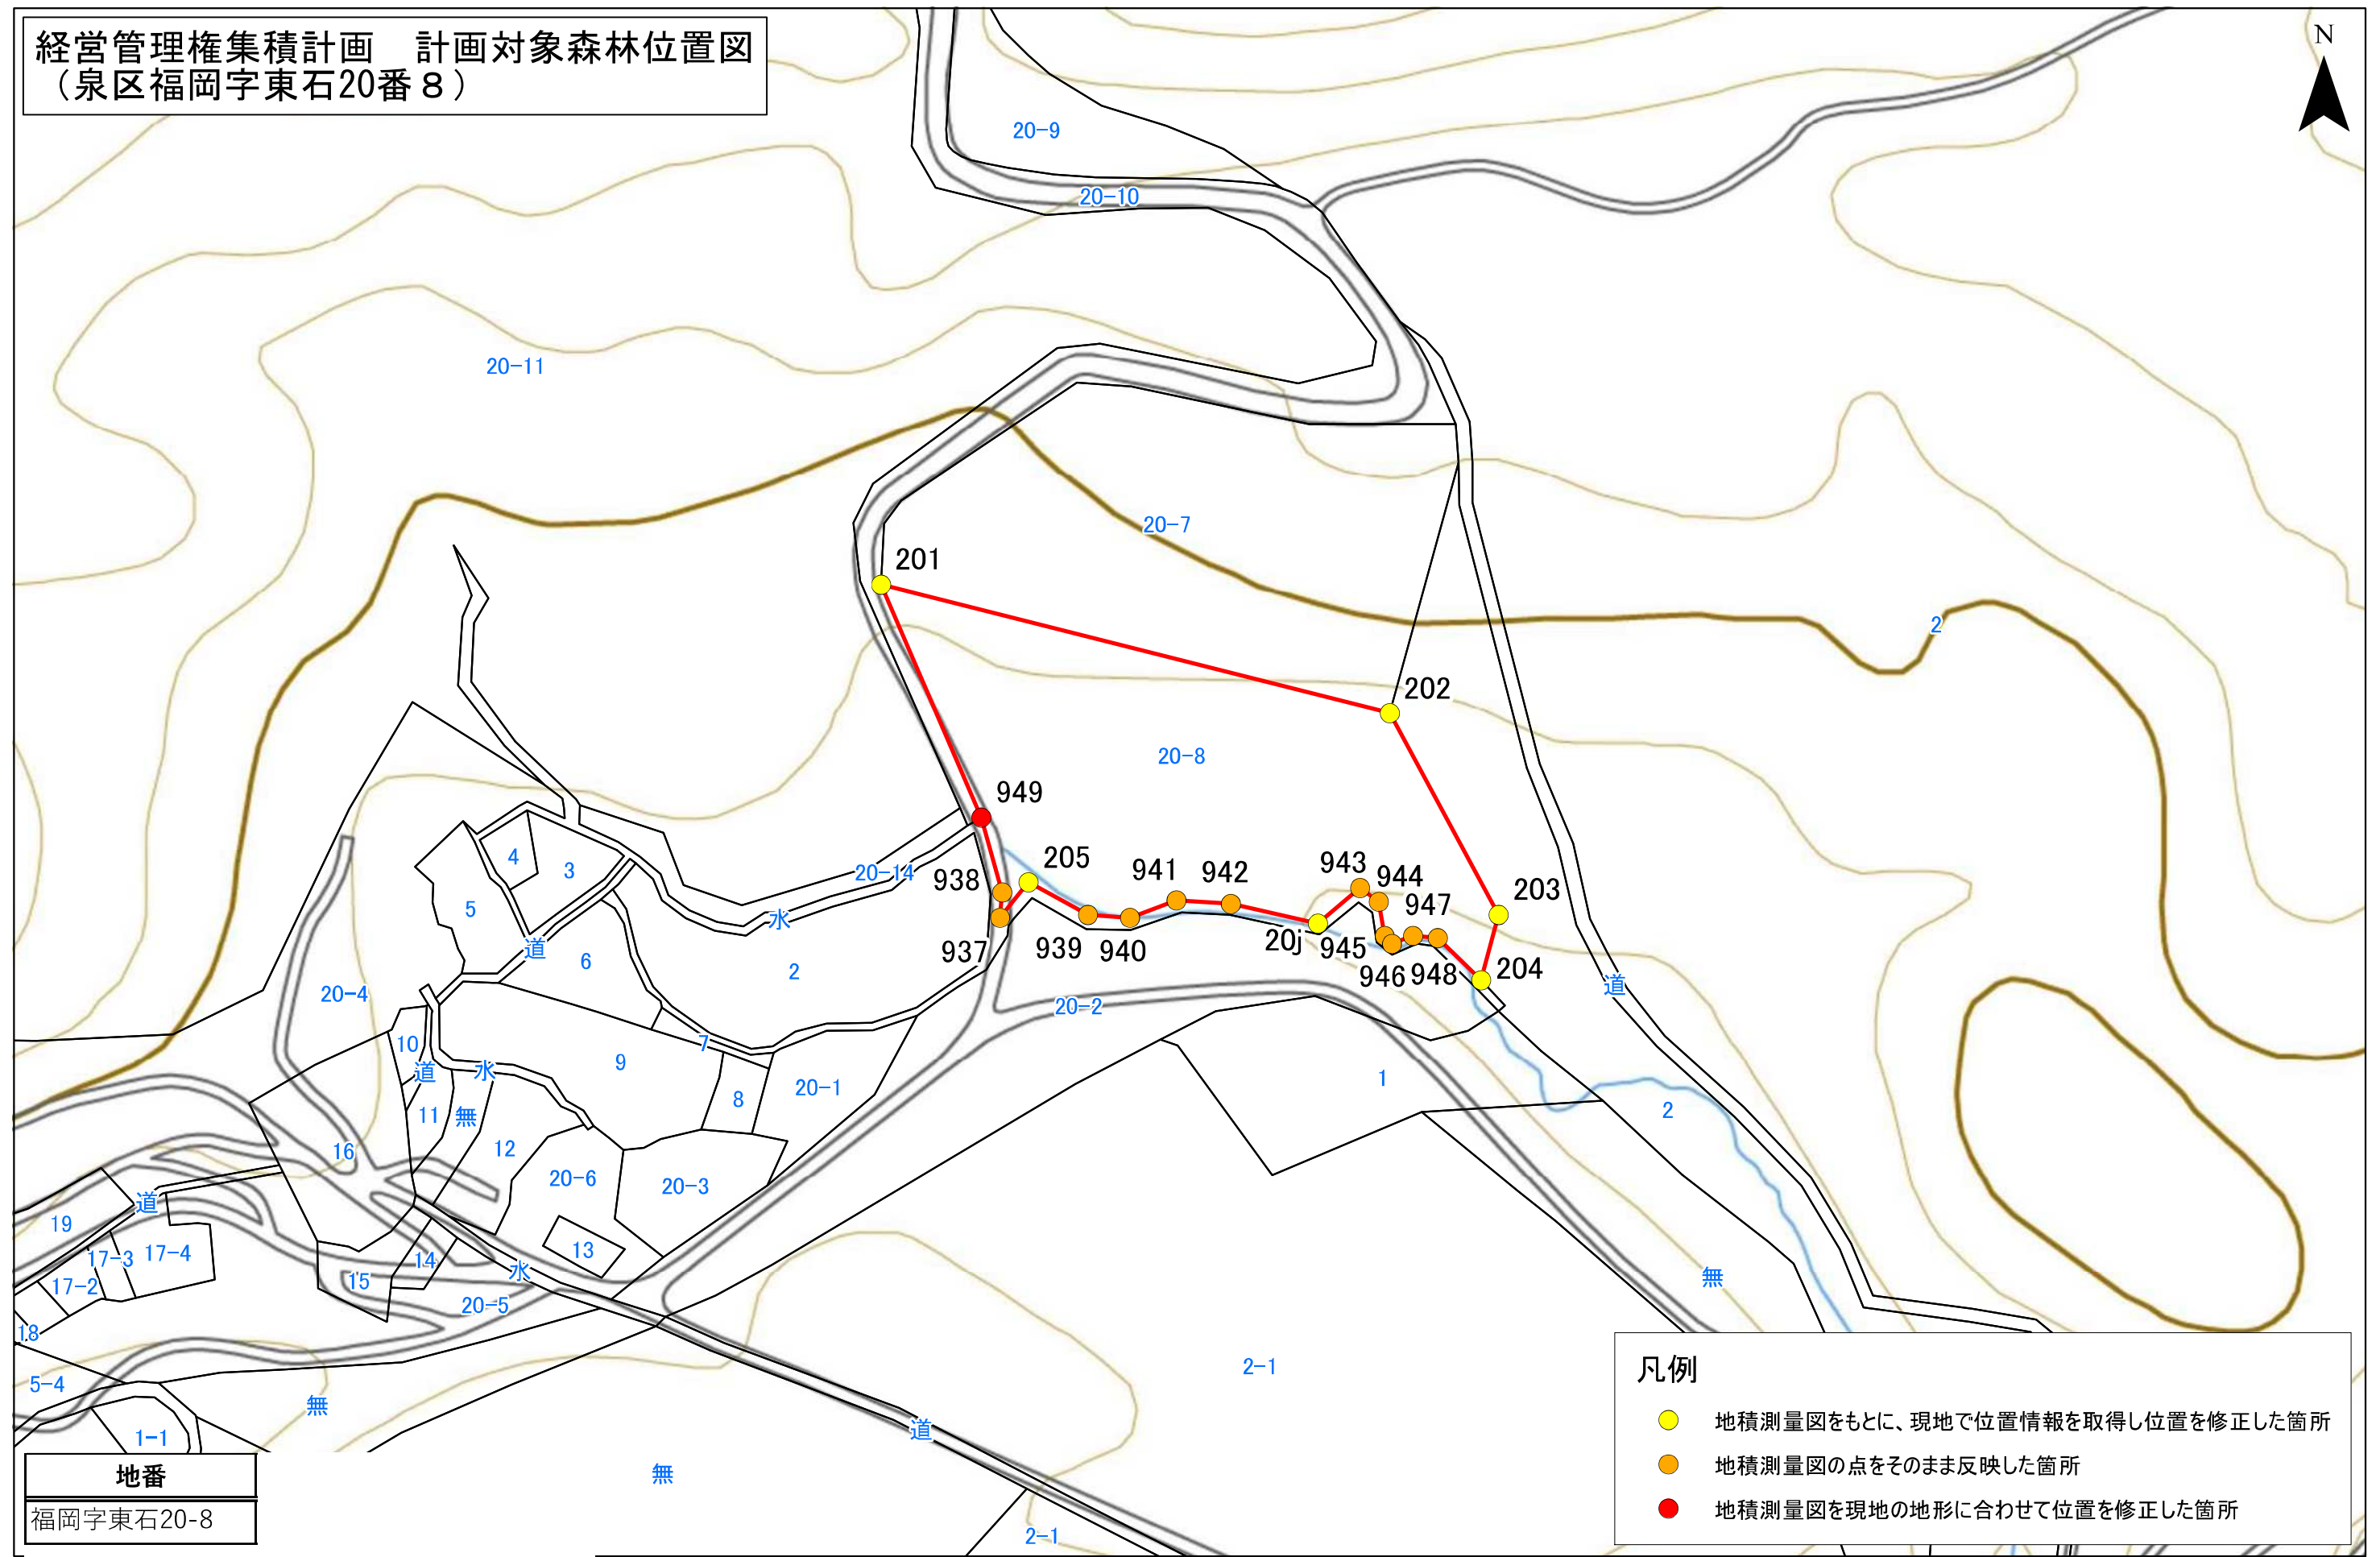 経営管理権集積計画　計画対象森林位置図
（泉区福岡字東石20番８）
N
20-9
20-10
20-11
20-7
201
2
202
20-8
949
205
941
942
943
944
938
20-14
4
3
947
203
5
水
937
939
940
20j
945
道
6
2
946
948
204
道
20-4
20-2
10
7
9
道
水
1
20-1
8
2
11
無
16
12
20-6
20-3
道
19
17-3
17-4
13
14
17-2
15
水
無
20-5
18
2-1
5-4
無
道
1-1
無
2-1
地番
福岡字東石20-8
凡例
地積測量図をもとに、現地で位置情報を取得し位置を修正した箇所
地積測量図の点をそのまま反映した箇所
地積測量図を現地の地形に合わせて位置を修正した箇所